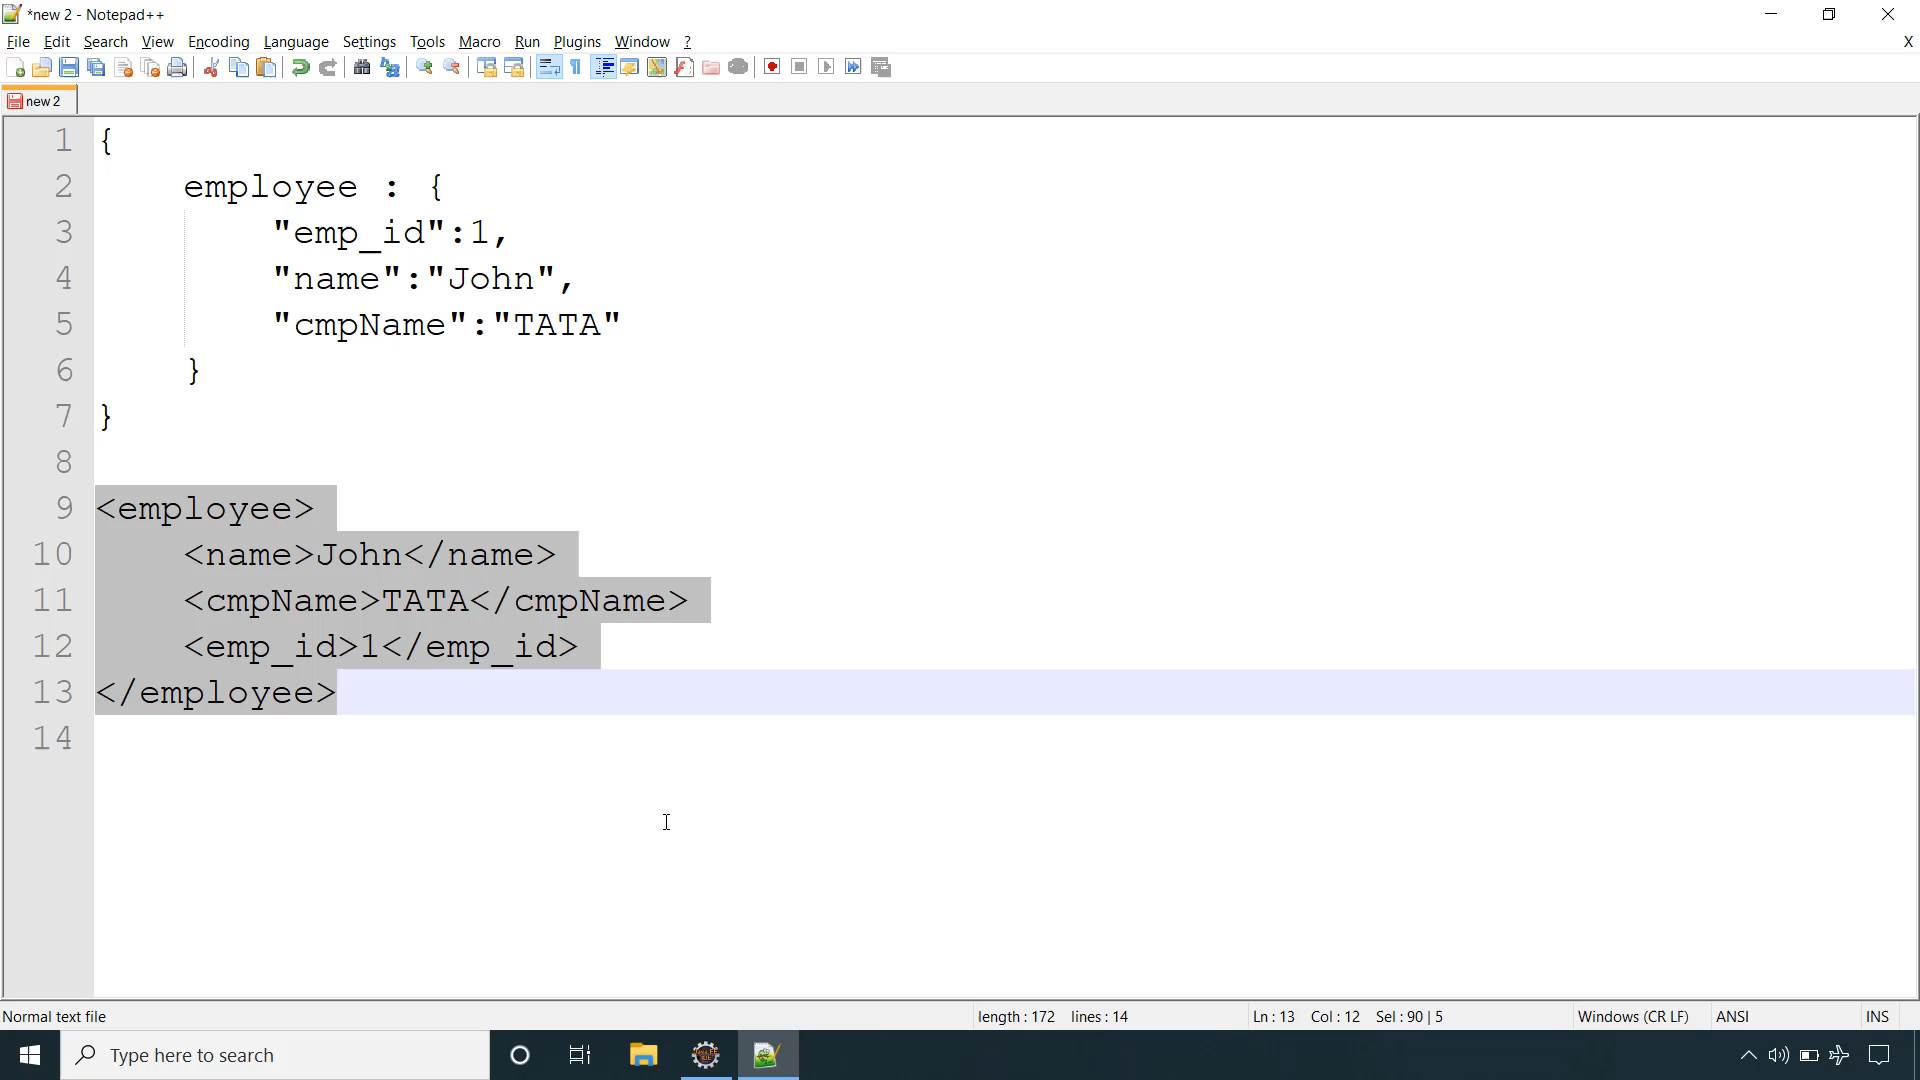 *new 2 - Notepad++
File Edit Search View Encoding Language Settings Tools Macro Run Plugins Window ? X
new 2
1 {
2 employee : {
3 "emp_id":1,
4 "name":"John",
5 "cmpName":"TATA"
6 }
7 }
8
9 <employee>
10 <name>John</name>
11 <cmpName>TATA</cmpName>
12 <emp_id>1</emp_id>
13 </employee>
14
Normal text file length : 172 lines : 14 Ln : 13 Col : 12 Sel : 90 | 5 Windows (CR LF) ANSI INS
Type here to search